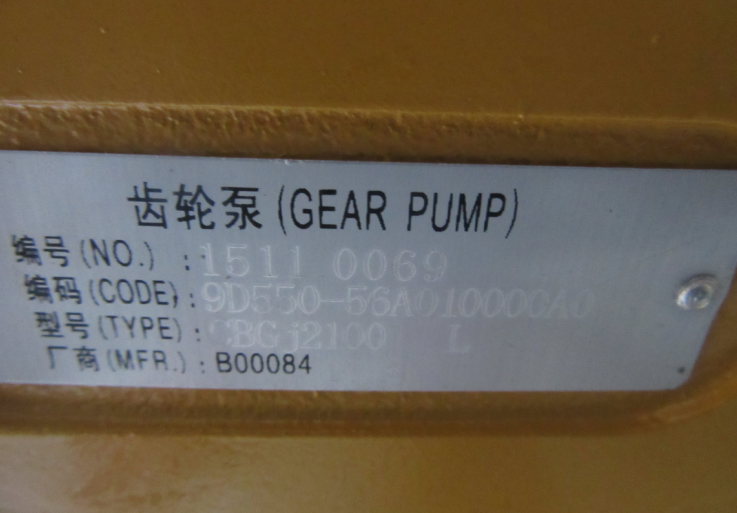 齿轮泵(GEAR PUMP)
编号(NO.) : 1511 0069
编码(CODE) : 9D550-56A010000A0
型号(TYPE) : CBGj2100 L
厂商(MFR.) : B00084